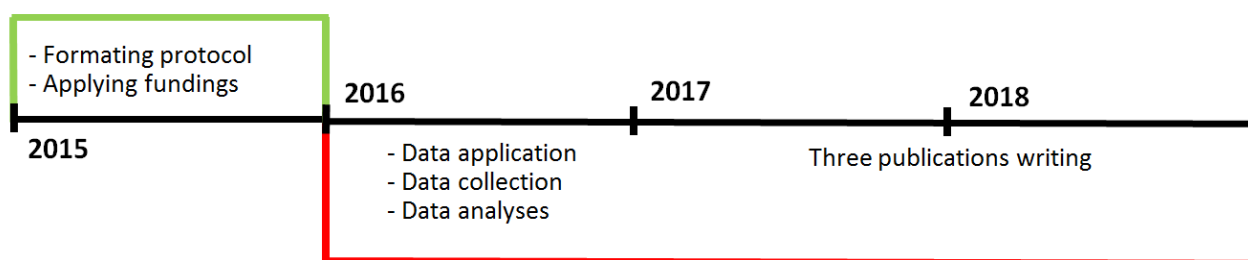 - Formating protocol
- Applying fundings
2015
2016
2017
2018
- Data application
- Data collection
- Data analyses
Three publications writing